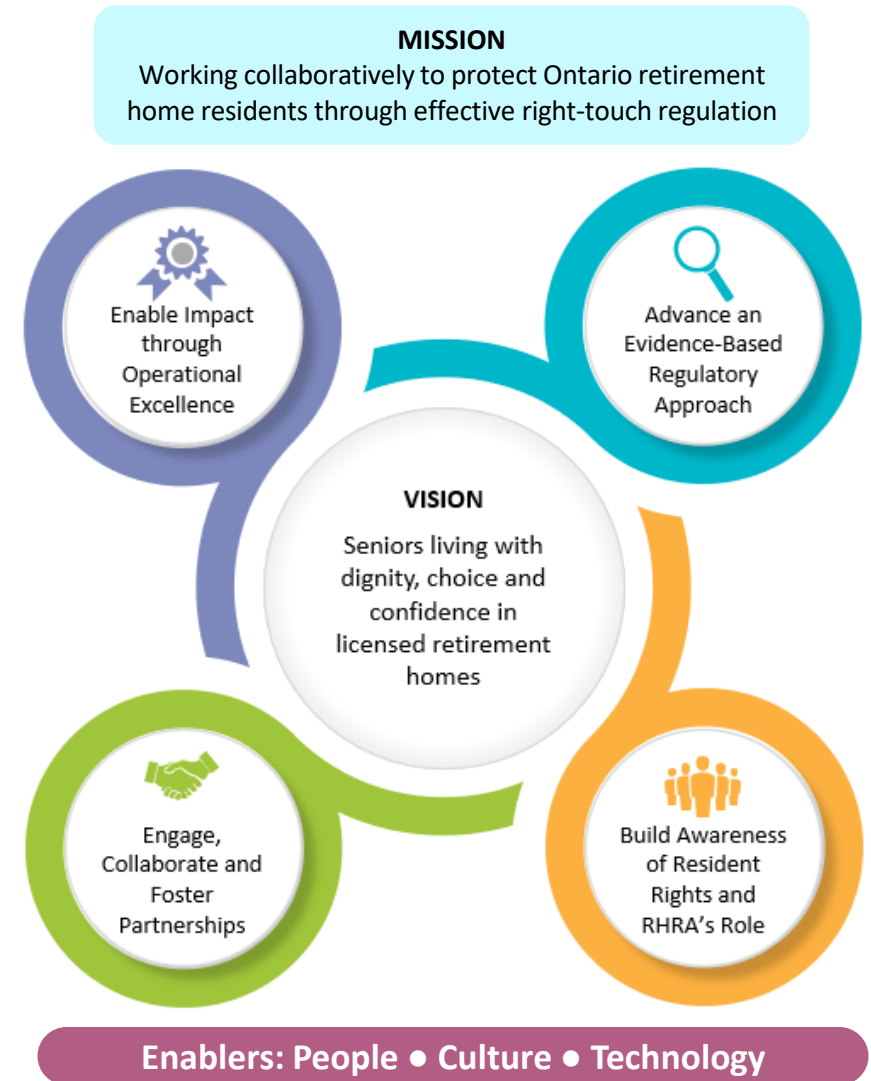 MISSION
Working collaboratively to protect Ontario retirement
home residents through effective right-touch regulation
Enable Impact
through
Operational
Excellence
Advance an
Evidence-Based
Regulatory
Approach
VISION
Seniors living with
dignity, choice and
confidence in
licensed retirement
homes
Engage,
Collaborate and
Foster
Partnerships
Build Awareness
of Resident
Rights and
RHRA’s Role
Enablers: People ● Culture ● Technology